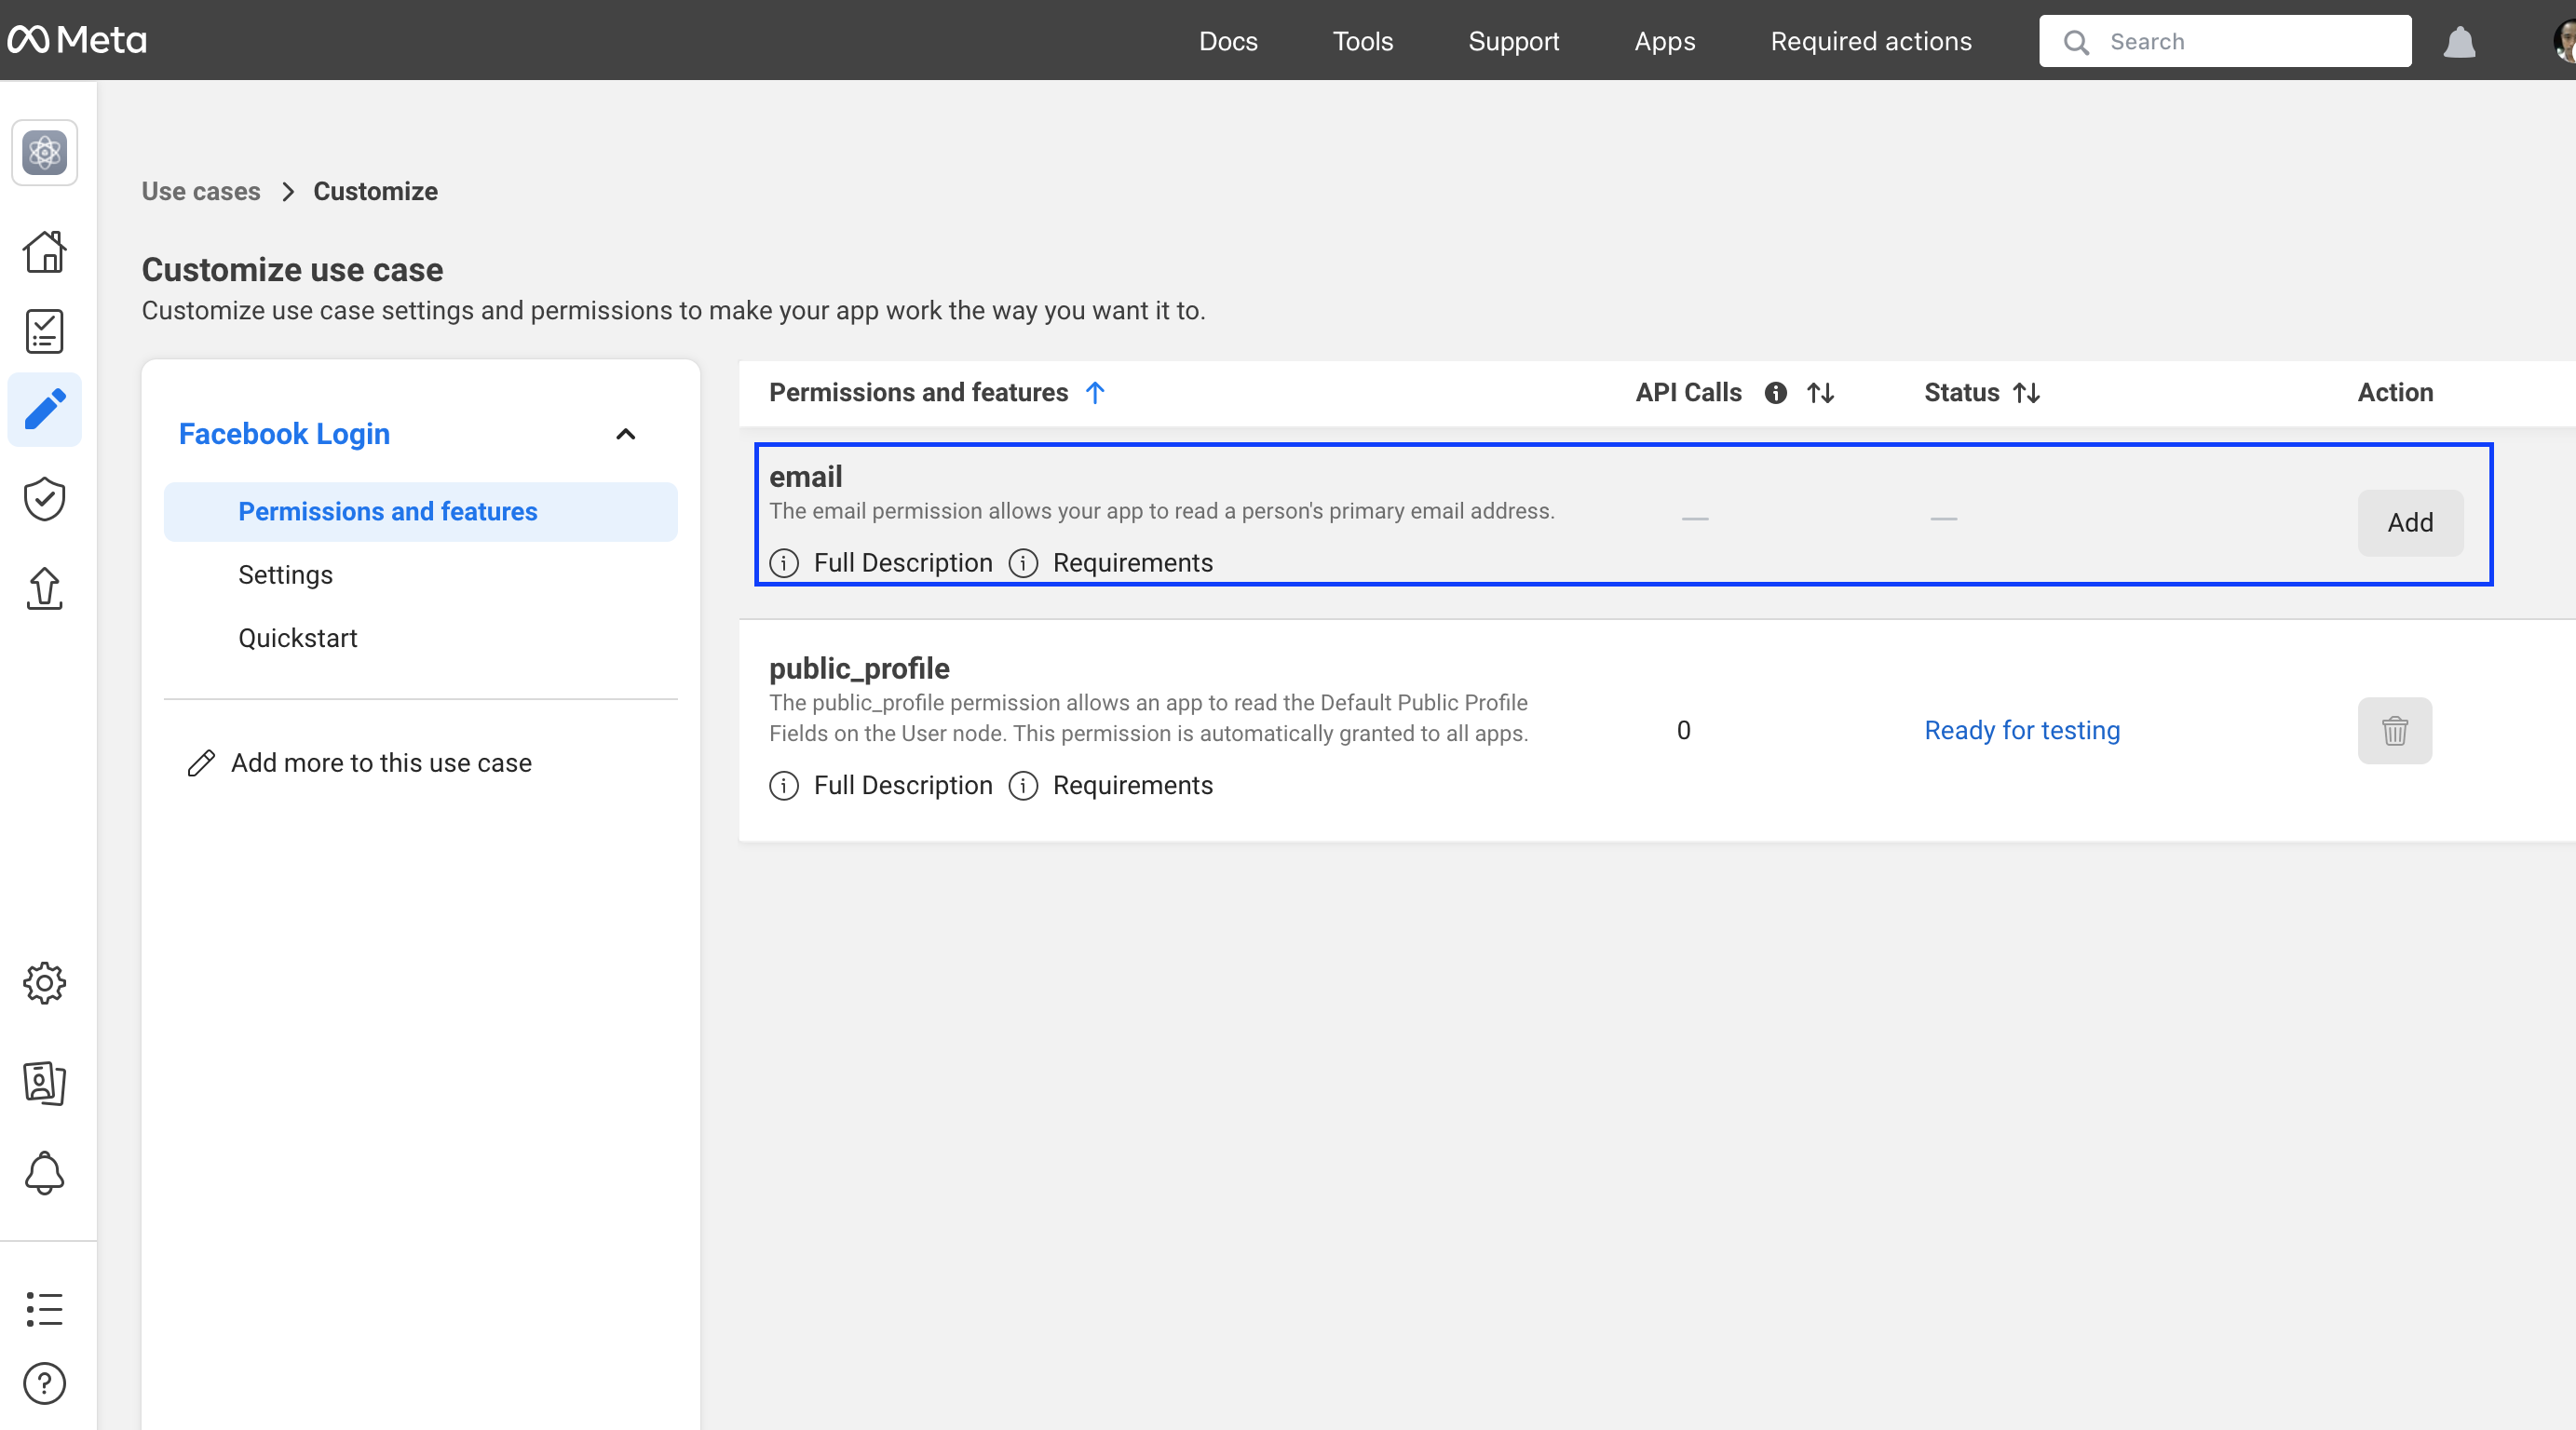 Meta
Docs
Tools
Support
Apps
Required actions
Search
Use cases
Customize
Customize use case
Customize use case settings and permissions to make your app work the way you want it to.
Facebook Login
Permissions and features
Settings
Quickstart
Add more to this use case
Permissions and features
API Calls
Status
Action
email
The email permission allows your app to read a person's primary email address.
Full Description
Requirements
—
—
Add
public_profile
The public_profile permission allows an app to read the Default Public Profile
Fields on the User node. This permission is automatically granted to all apps.
Full Description
Requirements
0
Ready for testing